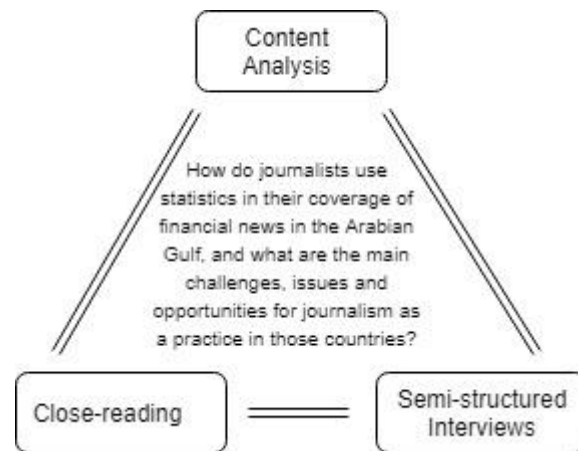 Content
Analysis
How do journalists use
statistics in their coverage of
financial news in the Arabian
Gulf, and what are the main
challenges, issues and
opportunities for journalism as
a practice in those countries?
Close-reading
Semi-structured
Interviews